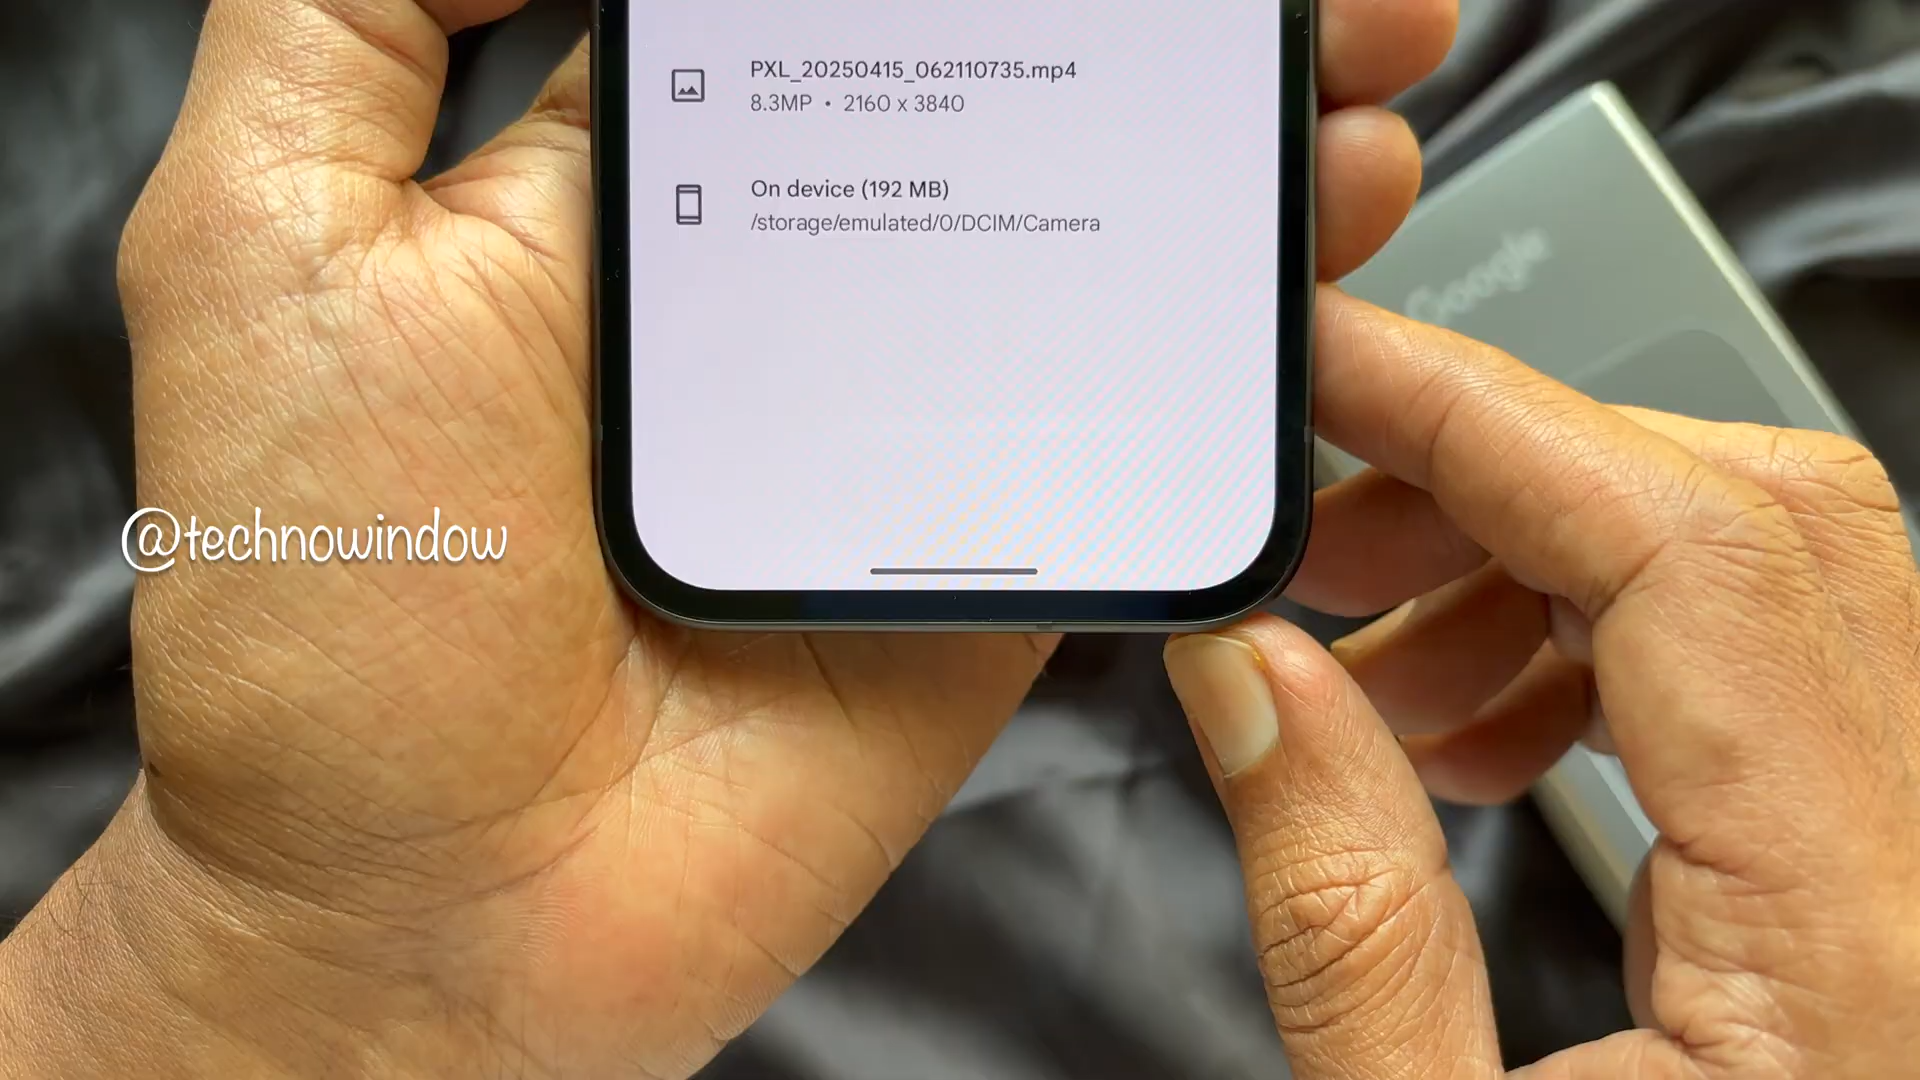 PXL_20250415_062110735.mp4
8.3MP • 2160 x 3840
On device (192 MB)
/storage/emulated/0/DCIM/Camera
Google
@technowindow